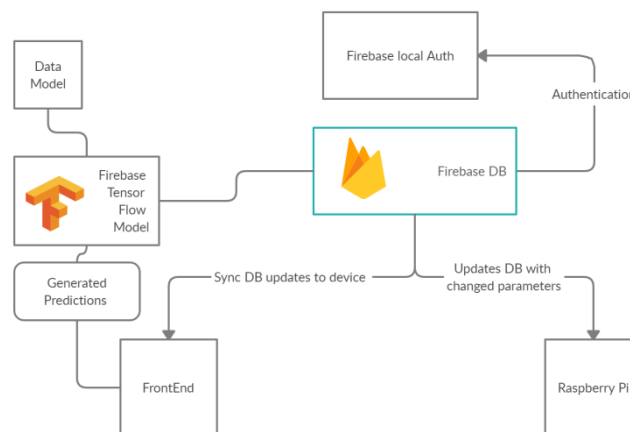 Data
Model
Firebase local Auth
Authentication
Firebase
Tensor
Flow
Model
Firebase DB
Generated
Predictions
Sync DB updates to device
Updates DB with
changed parameters
FrontEnd
Raspberry Pi